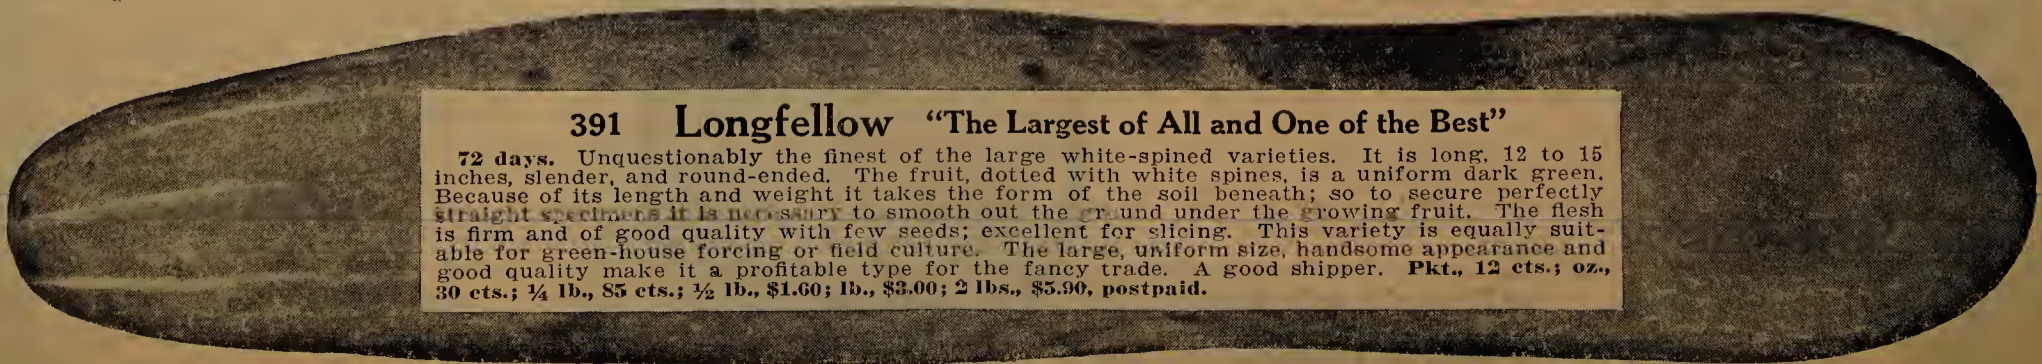 391 Longfellow “The Largest of All and One of the Best”
72 days. Unquestionably the finest of the large white-spined varieties. It is long, 12 to 15
inches, slender, and round-ended. The fruit, dotted with white spines, is a uniform dark green.
Because of its length and weight it takes the form of the soil beneath; so to secure perfectly
straight specimens it is necessary to smooth out the ground under the growing fruit. The flesh
is firm and of good quality with few seeds; excellent for slicing. This variety is equally suit-
able for green-house forcing or field culture. The large, uniform size, handsome appearance and
good quality make it a profitable type for the fancy trade. A good shipper. Pkt., 12 cts.; oz.,
30 cts.; ¼ lb., 85 cts.; ½ lb., $1.60; lb., $3.00; 2 lbs., $5.90, postpaid.